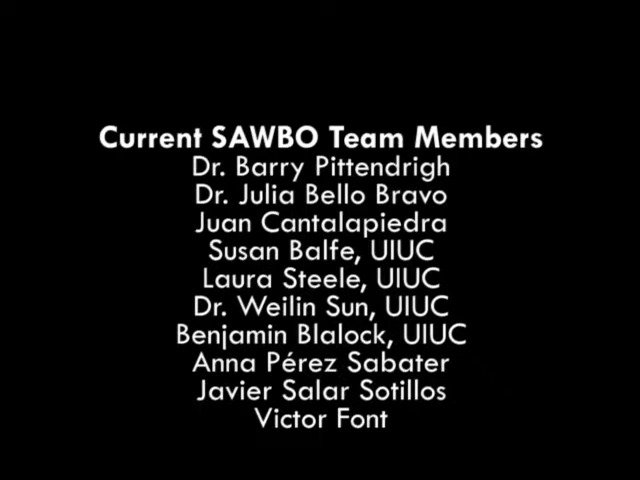 Current SAWBO Team Members
Dr. Barry Pittendrigh
Dr. Julia Bello Bravo
Juan Cantalapiedra
Susan Balfe, UIUC
Laura Steele, UIUC
Dr. Weilin Sun, UIUC
Benjamin Blalock, UIUC
Anna Pérez Sabater
Javier Salar Sotillos
Victor Font